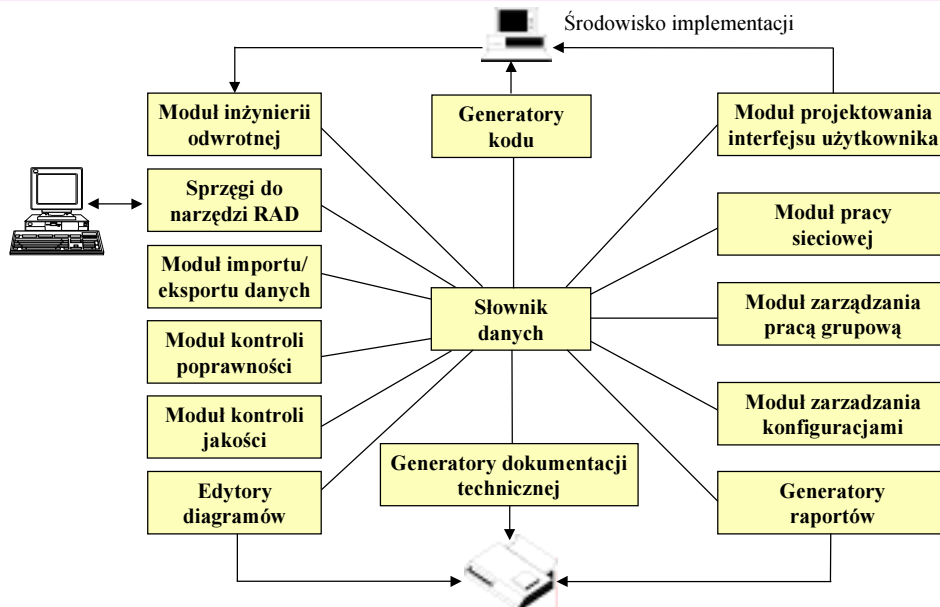 Środowisko implementacji
Moduł inżynierii
odwrotnej
Generatory
kodu
Moduł projektowania
interfejsu użytkownika
Sprzęgi do
narzędzi RAD
Moduł pracy
sieciowej
Moduł importu/
eksportu danych
Słownik
danych
Moduł zarządzania
pracą grupową
Moduł kontroli
poprawności
Moduł kontroli
jakości
Moduł zarzadzania
konfiguracjami
Generatory dokumentacji
technicznej
Edytory
diagramów
Generatory
raportów